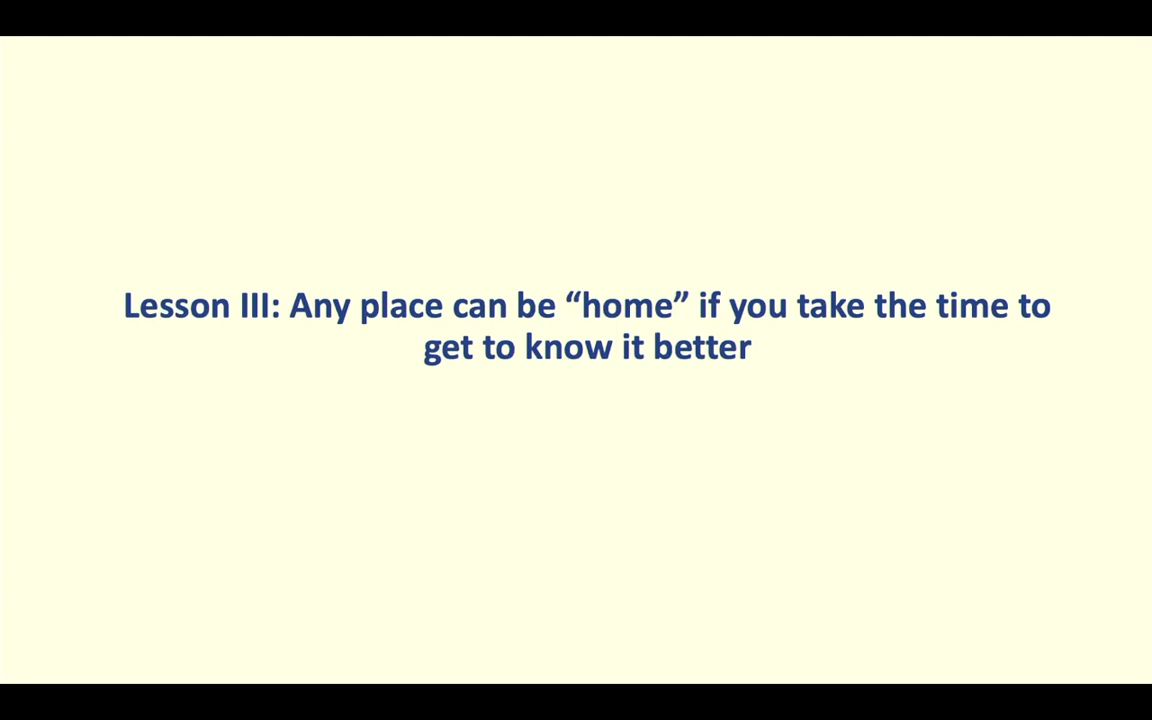 Lesson III: Any place can be “home” if you take the time to
get to know it better